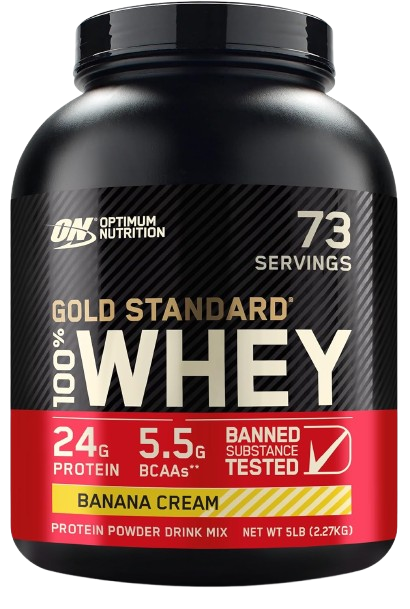 ON® OPTIMUM
NUTRITION
73
SERVINGS
GOLD STANDARD®
100% WHEY
24G
PROTEIN
5.5G
BCAAs**
BANNED
SUBSTANCE
TESTED
BANANA CREAM
PROTEIN POWDER DRINK MIX NET WT 5LB (2.27KG)